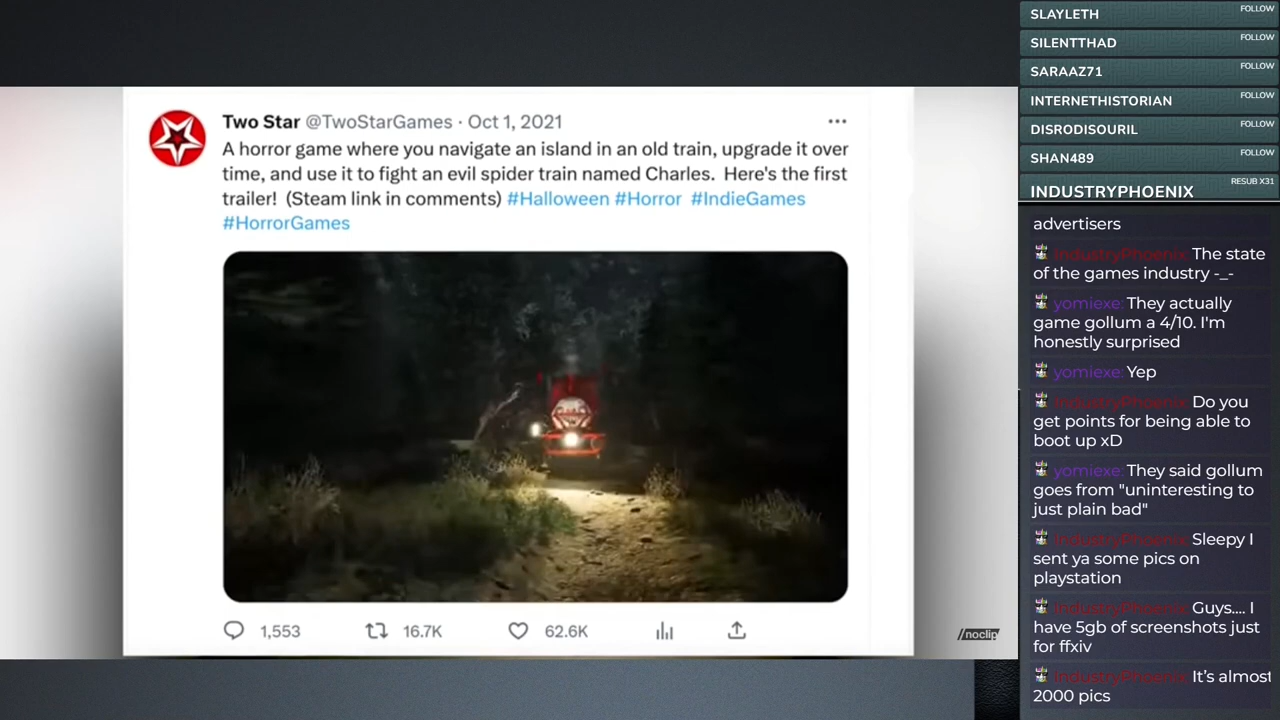 Two Star @TwoStarGames · Oct 1, 2021
A horror game where you navigate an island in an old train, upgrade it over
time, and use it to fight an evil spider train named Charles. Here's the first
trailer! (Steam link in comments) #Halloween #Horror #IndieGames
#HorrorGames
1,553
16.7K
62.6K
/noclip
SLAYLETH FOLLOW
SILENTTHAD FOLLOW
SARAAZ71 FOLLOW
INTERNETHISTORIAN FOLLOW
DISRODISOURIL FOLLOW
SHAN489 FOLLOW
INDUSTRYPHOENIX RESUB X31
advertisers
IndustryPhoenix: The state
of the games industry -_-
yomiexe: They actually
game gollum a 4/10. I'm
honestly surprised
yomiexe: Yep
IndustryPhoenix: Do you
get points for being able to
boot up xD
yomiexe: They said gollum
goes from "uninteresting to
just plain bad"
IndustryPhoenix: Sleepy I
sent ya some pics on
playstation
IndustryPhoenix: Guys.... I
have 5gb of screenshots just
for ffxiv
IndustryPhoenix: It's almost
2000 pics